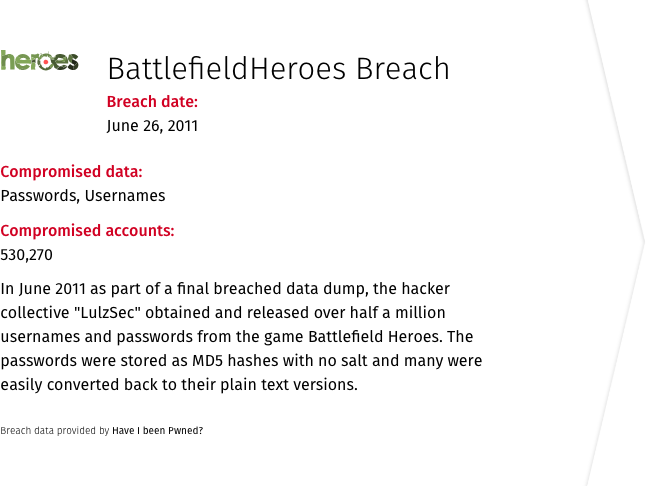 heroes
BattlefieldHeroes Breach
Breach date:
June 26, 2011
Compromised data:
Passwords, Usernames
Compromised accounts:
530,270
In June 2011 as part of a final breached data dump, the hacker
collective "LulzSec" obtained and released over half a million
usernames and passwords from the game Battlefield Heroes. The
passwords were stored as MD5 hashes with no salt and many were
easily converted back to their plain text versions.
Breach data provided by Have I been Pwned?